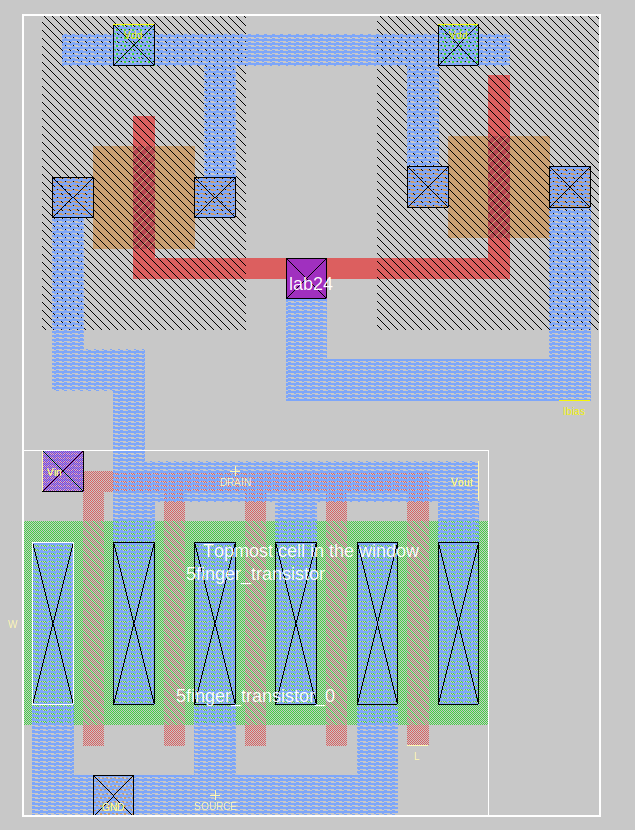 Vdd
Vdd
lab24
Ibias
Vin
DRAIN
Vout
Topmost cell in the window
5finger_transistor
W
5finger_transistor_0
L
GND
SOURCE